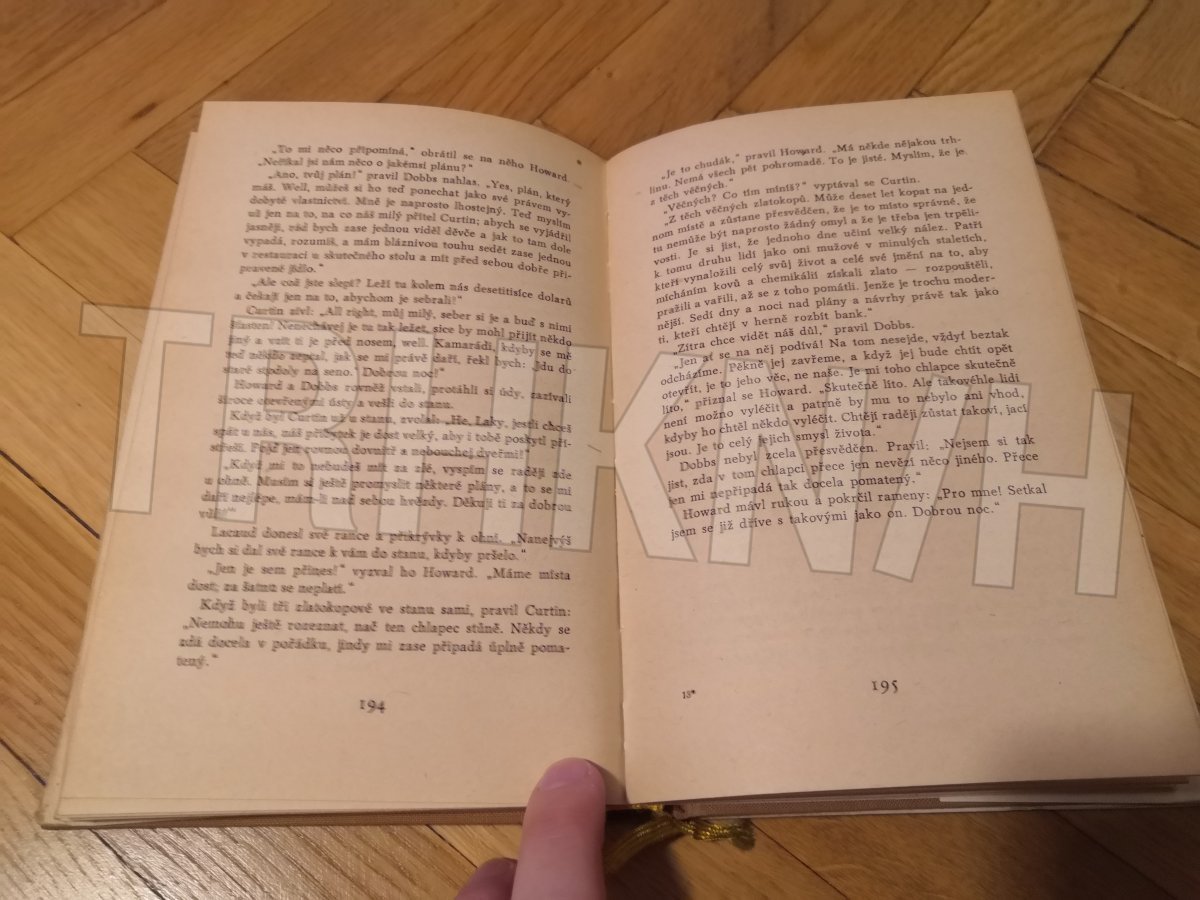 „To mi něco připomíná,“ obrátil se na něho Howard.
„Neříkal jsi nám něco o jakémsi plánu?“
„Ano, tvůj plán!“ pravil Dobbs nahlas. „Yes, plán, který
máš. Well, můžeš si ho teď ponechat jako své právem vy-
dobyté vlastnictví. Mně je naprosto lhostejný. Teď myslím
už jen na to, na co náš milý přítel Curtin; abych se vyjádřil
jasněji, rád bych zase jednou viděl děvče a jak to tam dole
vypadá, rozumíš, a mám bláznivou touhu sedět zase jednou
v restauraci u skutečného stolu a mít před sebou dobře při-
pravené jídlo.“
„Ale což jste slepí? Leží tu kolem nás desetitisíce dolarů
a čekají jen na to, abychom je sebrali?“
Curtin zívl: „All right, můj milý, seber si je a buď s nimi
šťasten! Nenechávej je tu tak ležet, sice by mohl přijít někdo
jiný a vzít ti je před nosem, well. Kamarádi, kdyby se mě
teď někdo zeptal, jak se mi právě daří, řekl bych: ‚Jdu do
staré stodoly na seno.‘ Dobrou noc!“
Howard a Dobbs rovněž vstali, protáhli si údy, zazívali
široce otevřenými ústy a vešli do stanu.
Když byl Curtin už u stanu, zvolal: „He, Laky, jestli chceš
spát u nás, náš příbytek je dost velký, aby i tobě poskytl pří-
střeší. Pojď jen rovnou dovnitř a nebouchej dveřmi!“
„Když mi to nebudeš mít za zlé, vyspím se raději zde
u ohně. Musím si ještě promyslit některé plány, a to se mi
daří nejlépe, mám-li nad sebou hvězdy. Děkuji ti za dobrou
vůli!“
Lacaud donesl své rance a přikrývky k ohni. „Nanejvýš
bych si dal své rance k vám do stanu, kdyby pršelo.“
„Jen je sem přines!“ vyzval ho Howard. „Máme místa
dost; za šatnu se neplatí.“
Když byli tři zlatokopové ve stanu sami, pravil Curtin:
„Nemohu ještě rozeznat, nač ten chlapec stůně. Někdy se
zdá docela v pořádku, jindy mi zase připadá úplně poma-
tený.“
194
„Je to chudák,“ pravil Howard. „Má někde nějakou trh-
linu. Nemá všech pět pohromadě. To je jisté. Myslím, že je
z těch věčných.“
„Věčných? Co tím míníš?“ vyptával se Curtin.
„Z těch věčných zlatokopů. Může deset let kopat na jed-
nom místě a zůstane přesvědčen, že je to místo správné, že
tu nemůže být naprosto žádný omyl a že je třeba jen trpěli-
vosti. Je si jist, že jednoho dne učiní velký nález. Patří
k tomu druhu lidí jako oni mužové v minulých staletích,
kteří vynaložili celý svůj život a celé své jmění na to, aby
mícháním kovů a chemikálií získali zlato — rozpouštěli,
pražili a vařili, až se z toho pomátli. Jenže je trochu moder-
nější. Sedí dny a noci nad plány a návrhy právě tak jako
ti, kteří chtějí v herně rozbít bank.“
„Zítra chce vidět náš důl,“ pravil Dobbs.
„Jen ať se na něj podívá! Na tom nesejde, vždyť beztak
odcházíme. Pěkně jej zavřeme, a když jej bude chtít opět
otevřít, je to jeho věc, ne naše. Je mi toho chlapce skutečně
líto,“ přiznal se Howard. „Skutečně líto. Ale takovéhle lidi
není možno vyléčit a patrně by mu to nebylo ani vhod,
kdyby ho chtěl někdo vyléčit. Chtějí raději zůstat takoví, jací
jsou. Je to celý jejich smysl života.“
Dobbs nebyl zcela přesvědčen. Pravil: „Nejsem si tak
jist, zda v tom chlapci přece jen nevězí něco jiného. Přece
jen mi nepřipadá tak docela pomatený.“
Howard mávl rukou a pokrčil rameny: „Pro mne! Setkal
jsem se již dříve s takovými jako on. Dobrou noc.“
13*
195
TRHKNIH